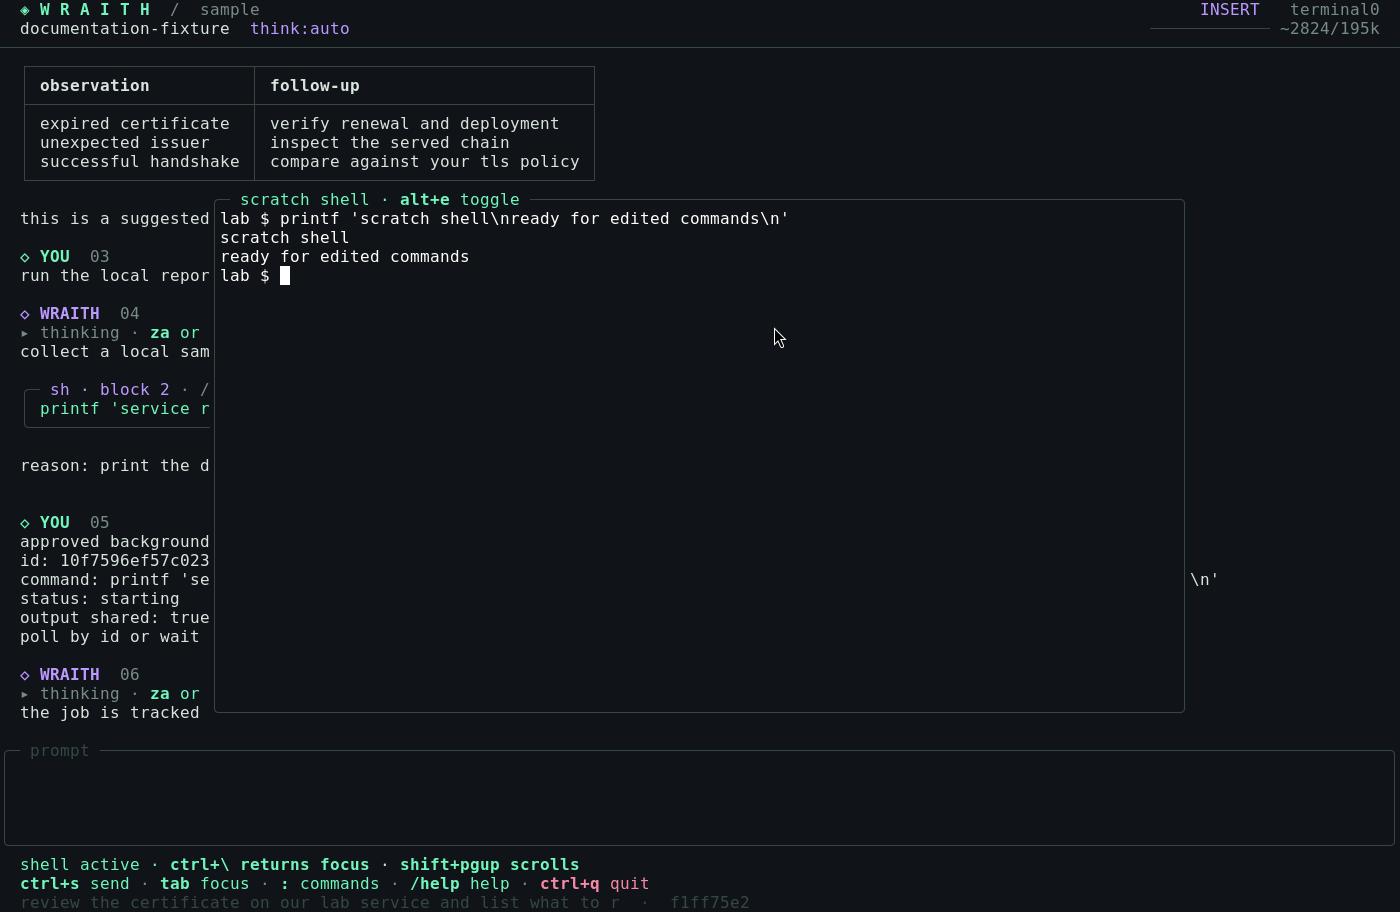 ◈ W R A I T H / sample INSERT terminal0
documentation-fixture think:auto ~2824/195k
observation follow-up
expired certificate verify renewal and deployment
unexpected issuer inspect the served chain
successful handshake compare against your tls policy
scratch shell · alt+e toggle
this is a suggested lab $ printf 'scratch shell\nready for edited commands\n'
scratch shell
◇ YOU 03 ready for edited commands
run the local repor lab $
◇ WRAITH 04
▸ thinking · za or
collect a local sam
sh · block 2 · /
printf 'service r
reason: print the d
◇ YOU 05
approved background
id: 10f7596ef57c023
command: printf 'se \n'
status: starting
output shared: true
poll by id or wait
◇ WRAITH 06
▸ thinking · za or
the job is tracked
prompt
shell active · ctrl+\ returns focus · shift+pgup scrolls
ctrl+s send · tab focus · : commands · /help help · ctrl+q quit
review the certificate on our lab service and list what to r · f1ff75e2